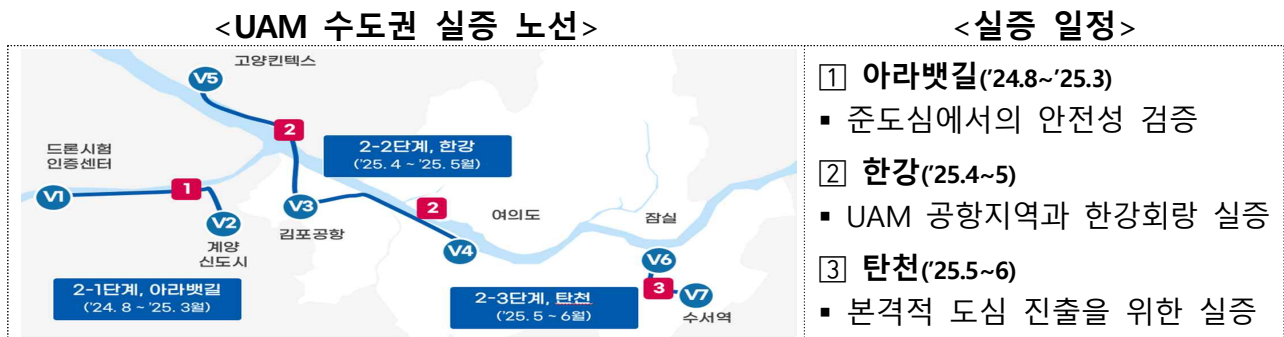 <UAM 수도권 실증 노선>
고양킨텍스
V5
2
2-2단계, 한강
('25. 4 ~ '25. 5월)
드론시험
인증센터
V1
1
V2
계양
신도시
V3
김포공항
2
V4
여의도
잠실
V6
3
V7
수서역
2-1단계, 아라뱃길
('24. 8 ~ '25. 3월)
2-3단계, 탄천
('25. 5 ~ 6월)
<실증 일정>
1 아라뱃길('24.8~'25.3)
▪ 준도심에서의 안전성 검증
2 한강('25.4~5)
▪ UAM 공항지역과 한강회랑 실증
3 탄천('25.5~6)
▪ 본격적 도심 진출을 위한 실증